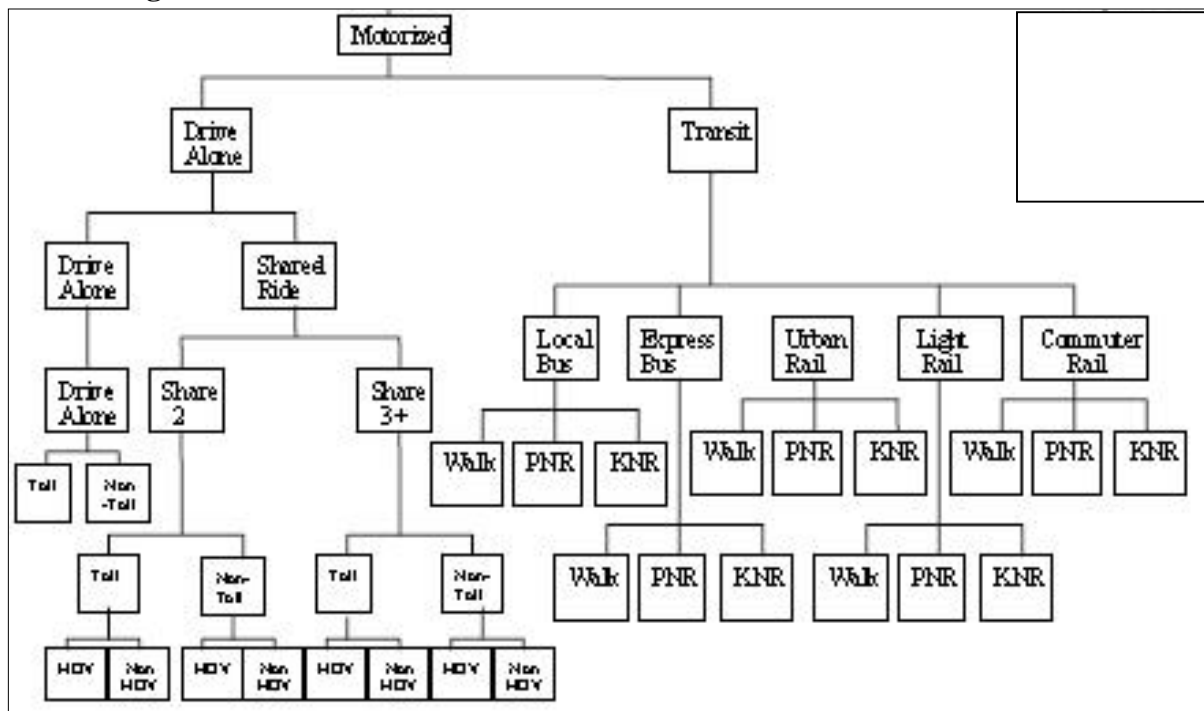 Motorized
Drive
Alone
Transit
Drive
Alone
Shared
Ride
Local
Bus
Express
Bus
Urban
Rail
Light
Rail
Commuter
Rail
Drive
Alone
Share
2
Share
3+
Walk
PNR
KNR
Walk
PNR
KNR
Walk
PNR
KNR
Toll
Non
-Toll
Walk
PNR
KNR
Walk
PNR
KNR
Toll
Non-
Toll
Toll
Non-
Toll
HOV
Non
HOV
HOV
Non
HOV
HOV
Non
HOV
HOV
Non
HOV